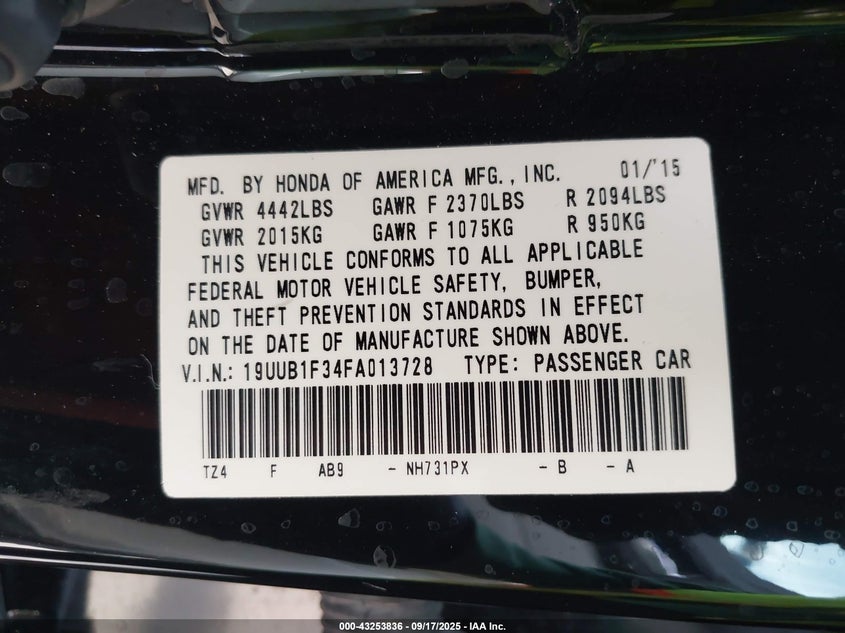 MFD. BY HONDA OF AMERICA MFG., INC. 01/'15
GVWR 4442LBS GAWR F 2370LBS R 2094LBS
GVWR 2015KG GAWR F 1075KG R 950KG
THIS VEHICLE CONFORMS TO ALL APPLICABLE
FEDERAL MOTOR VEHICLE SAFETY, BUMPER,
AND THEFT PREVENTION STANDARDS IN EFFECT
ON THE DATE OF MANUFACTURE SHOWN ABOVE.
V.I.N.: 19UUB1F34FA013728 TYPE: PASSENGER CAR
TZ4 F AB9 - NH731PX - B - A
000-43253836 - 09/17/2025 - IAA Inc.